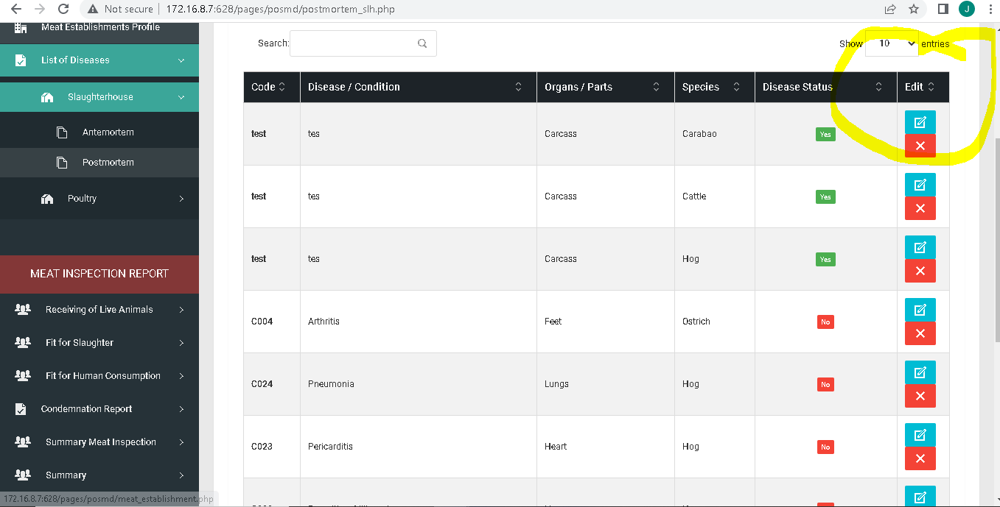 Not secure | 172.16.8.7:628/pages/posmd/postmortem_slh.php
J
Meat Establishments Profile
List of Diseases
Slaughterhouse
Antemortem
Postmortem
Poultry
MEAT INSPECTION REPORT
Receiving of Live Animals
Fit for Slaughter
Fit for Human Consumption
Condemnation Report
Summary Meat Inspection
Summary
172.16.8.7:628/pages/posmd/meat_establishment.php
Search:
Show 10 entries
Code Disease / Condition Organs / Parts Species Disease Status Edit
test tes Carcass Carabao Yes
test tes Carcass Cattle Yes
test tes Carcass Hog Yes
C004 Arthritis Feet Ostrich No
C024 Pneumonia Lungs Hog No
C023 Pericarditis Heart Hog No